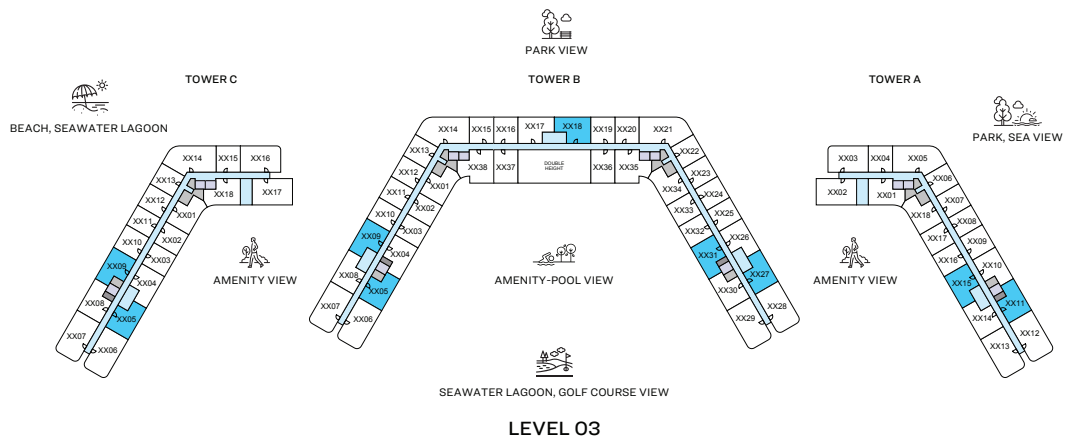 PARK VIEW
TOWER C
TOWER B
TOWER A
BEACH, SEAWATER LAGOON
PARK, SEA VIEW
XX14
XX15
XX16
XX13
XX12
XX11
XX10
XX09
XX08
XX07
XX06
XX05
XX04
XX03
XX02
XX01
XX18
XX17
AMENITY VIEW
XX14
XX15
XX16
XX17
XX18
XX19
XX20
XX21
XX13
XX12
XX11
XX10
XX09
XX08
XX07
XX06
XX05
XX04
XX03
XX02
XX01
XX38
XX37
DOUBLE
HEIGHT
XX36
XX35
XX22
XX23
XX24
XX25
XX26
XX27
XX28
XX29
XX30
XX31
XX32
XX33
XX34
AMENITY-POOL VIEW
XX03
XX04
XX05
XX02
XX01
XX06
XX07
XX08
XX09
XX10
XX11
XX12
XX13
XX14
XX15
XX16
XX17
XX18
AMENITY VIEW
SEAWATER LAGOON, GOLF COURSE VIEW
LEVEL 03